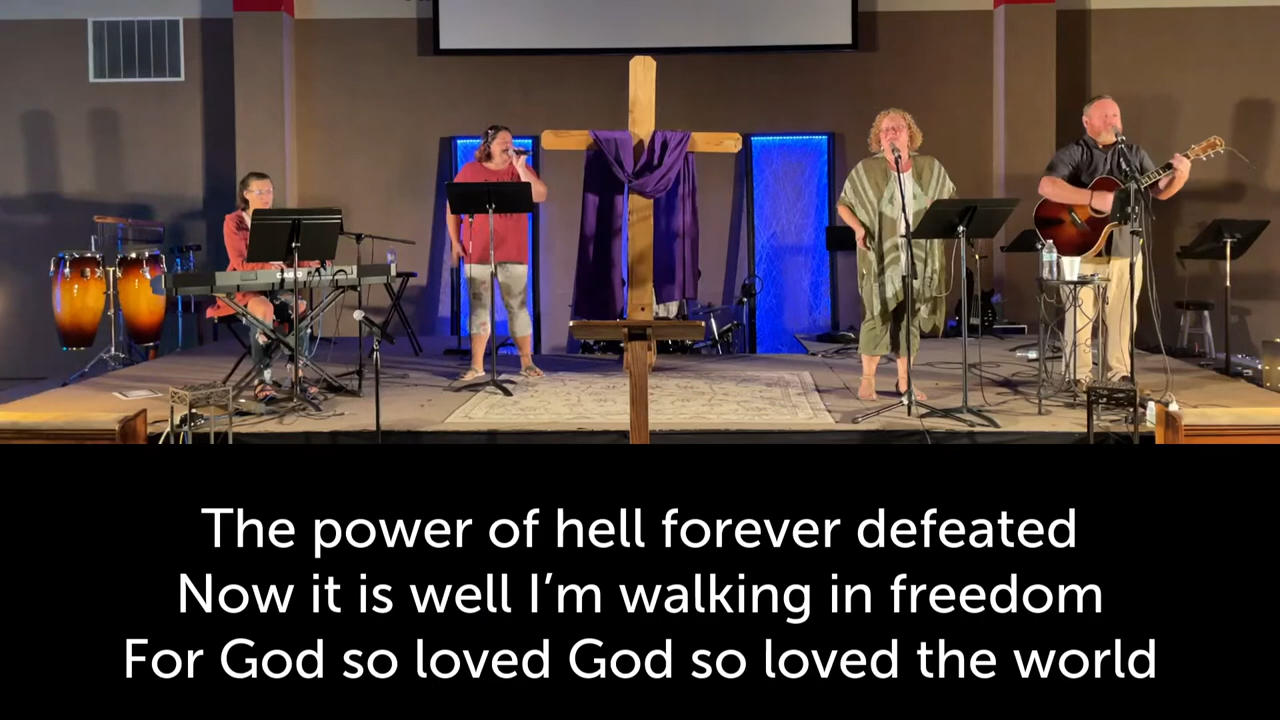 The power of hell forever defeated
Now it is well I’m walking in freedom
For God so loved God so loved the world